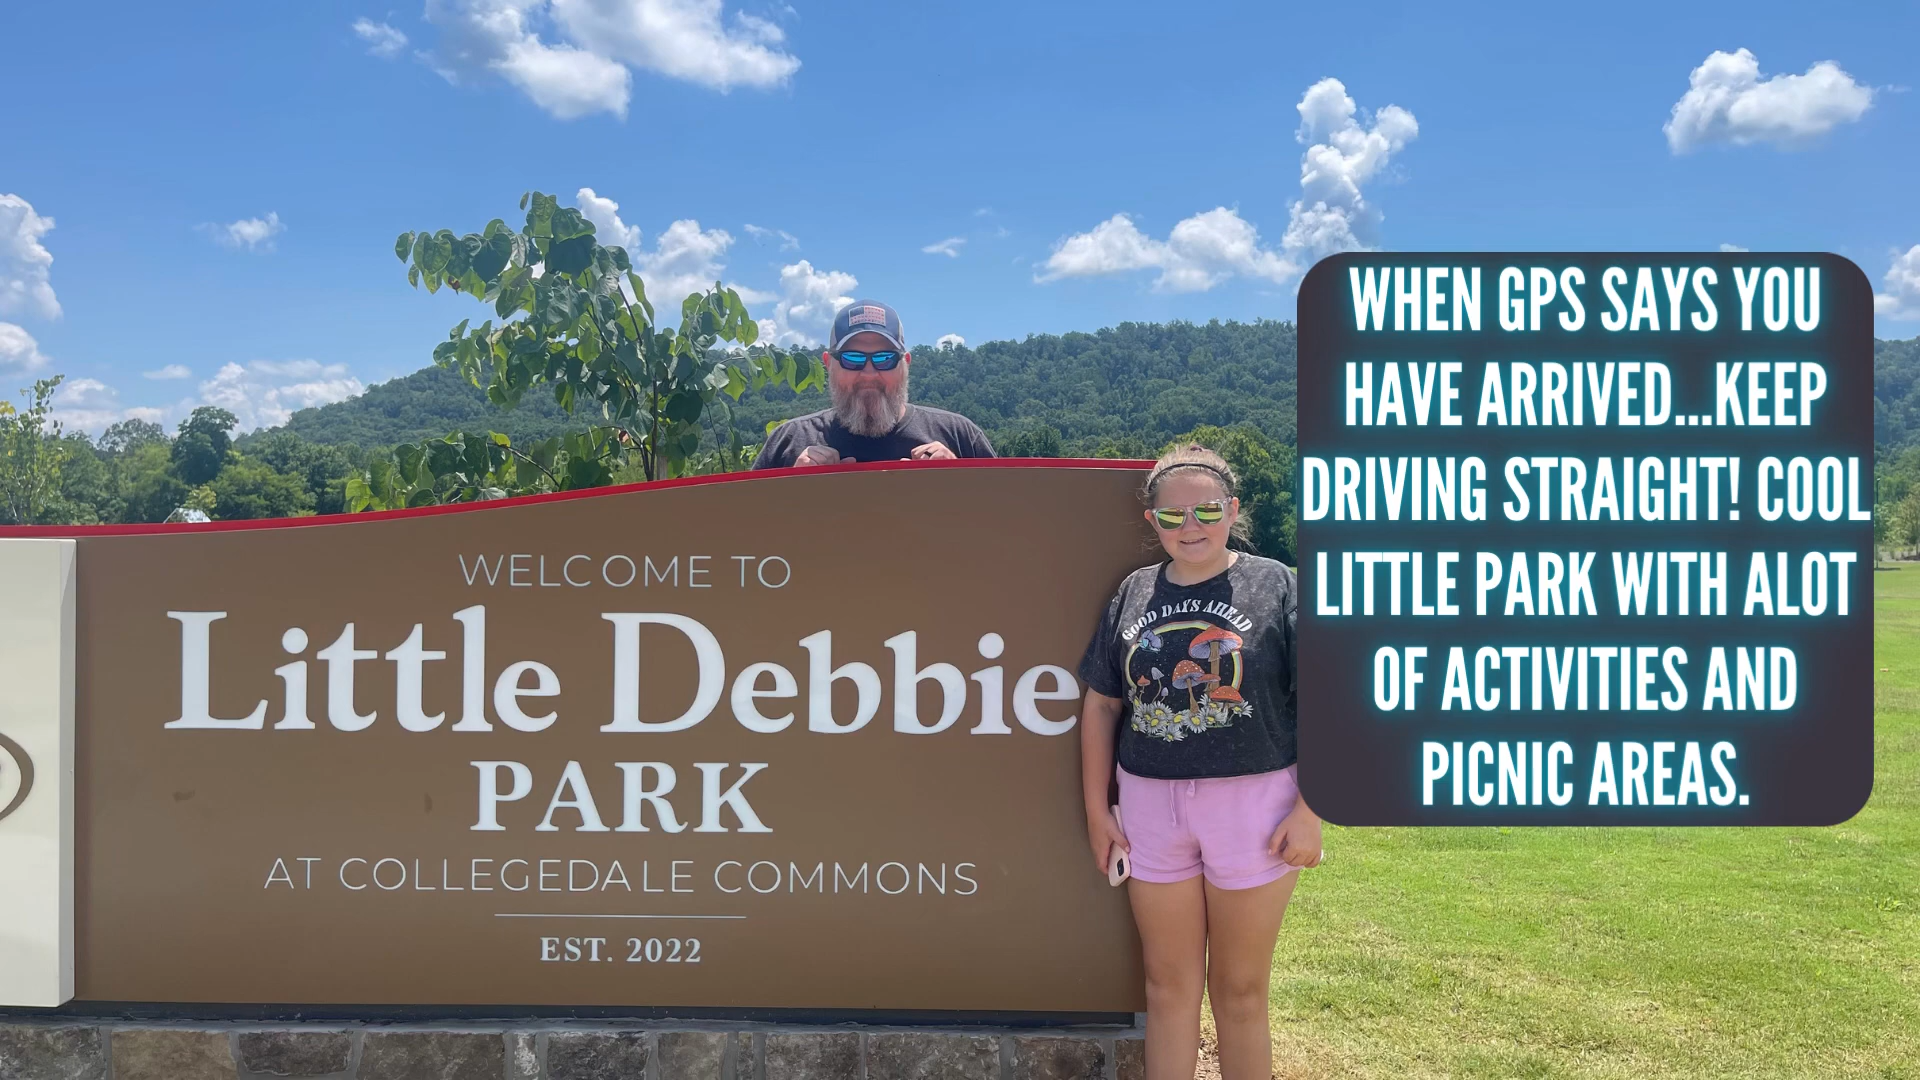 WELCOME TO
Little Debbie
PARK
AT COLLEGEDALE COMMONS
EST. 2022
GOOD DAYS AHEAD
WHEN GPS SAYS YOU
HAVE ARRIVED...KEEP
DRIVING STRAIGHT! COOL
LITTLE PARK WITH ALOT
OF ACTIVITIES AND
PICNIC AREAS.